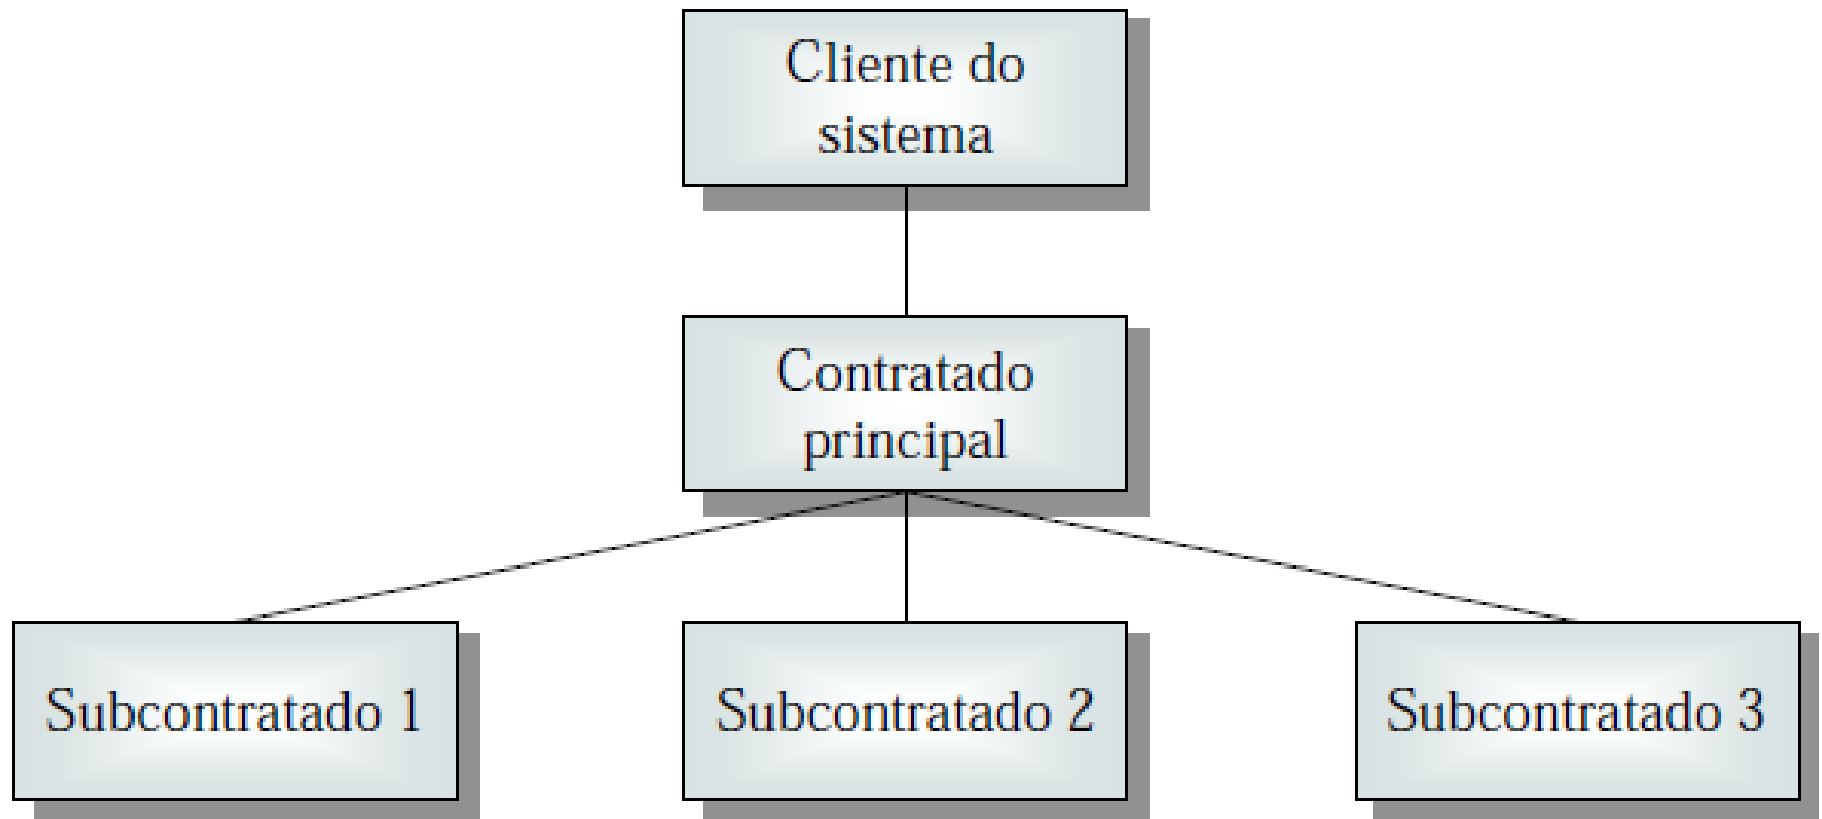 Cliente do
sistema
Contratado
principal
Subcontratado 1
Subcontratado 2
Subcontratado 3